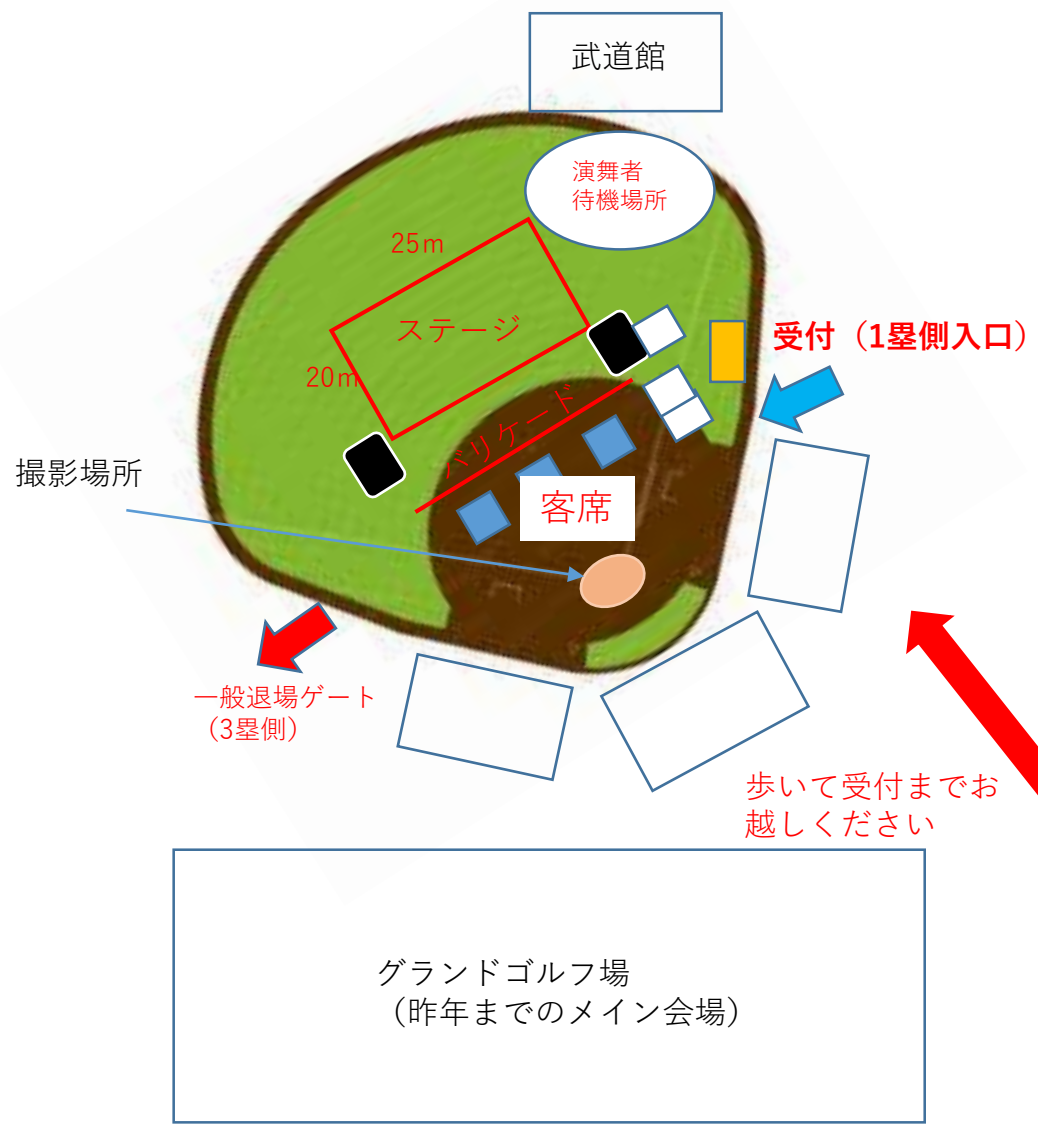 武道館
演舞者
待機場所
25m
ステージ
20m
受付（1塁側入口）
バリケード
撮影場所
客席
一般退場ゲート
（3塁側）
歩いて受付までお
越しください
グランドゴルフ場
（昨年までのメイン会場）